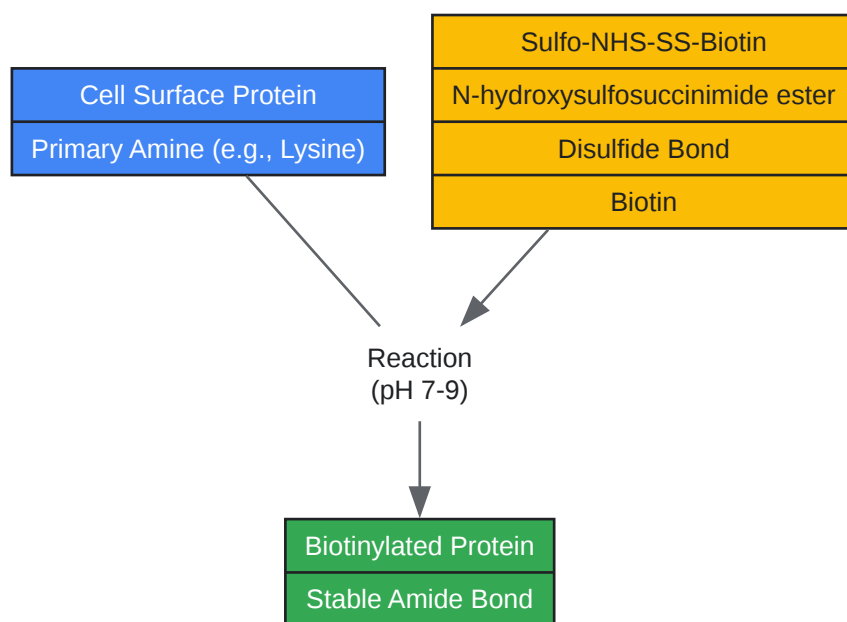 Cell Surface Protein
Primary Amine (e.g., Lysine)
Sulfo-NHS-SS-Biotin
N-hydroxysulfosuccinimide ester
Disulfide Bond
Biotin
Reaction
(pH 7-9)
Biotinylated Protein
Stable Amide Bond